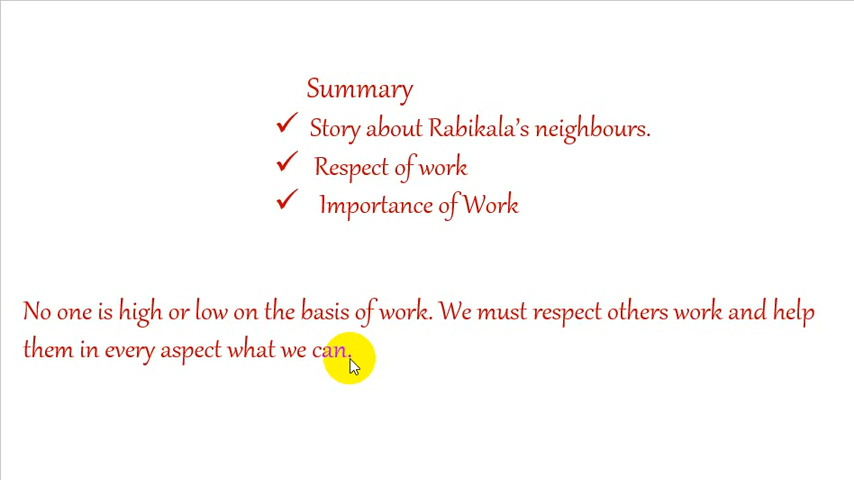 Summary
✓ Story about Rabikala's neighbours.
✓ Respect of work
✓ Importance of Work
No one is high or low on the basis of work. We must respect others work and help
them in every aspect what we can.